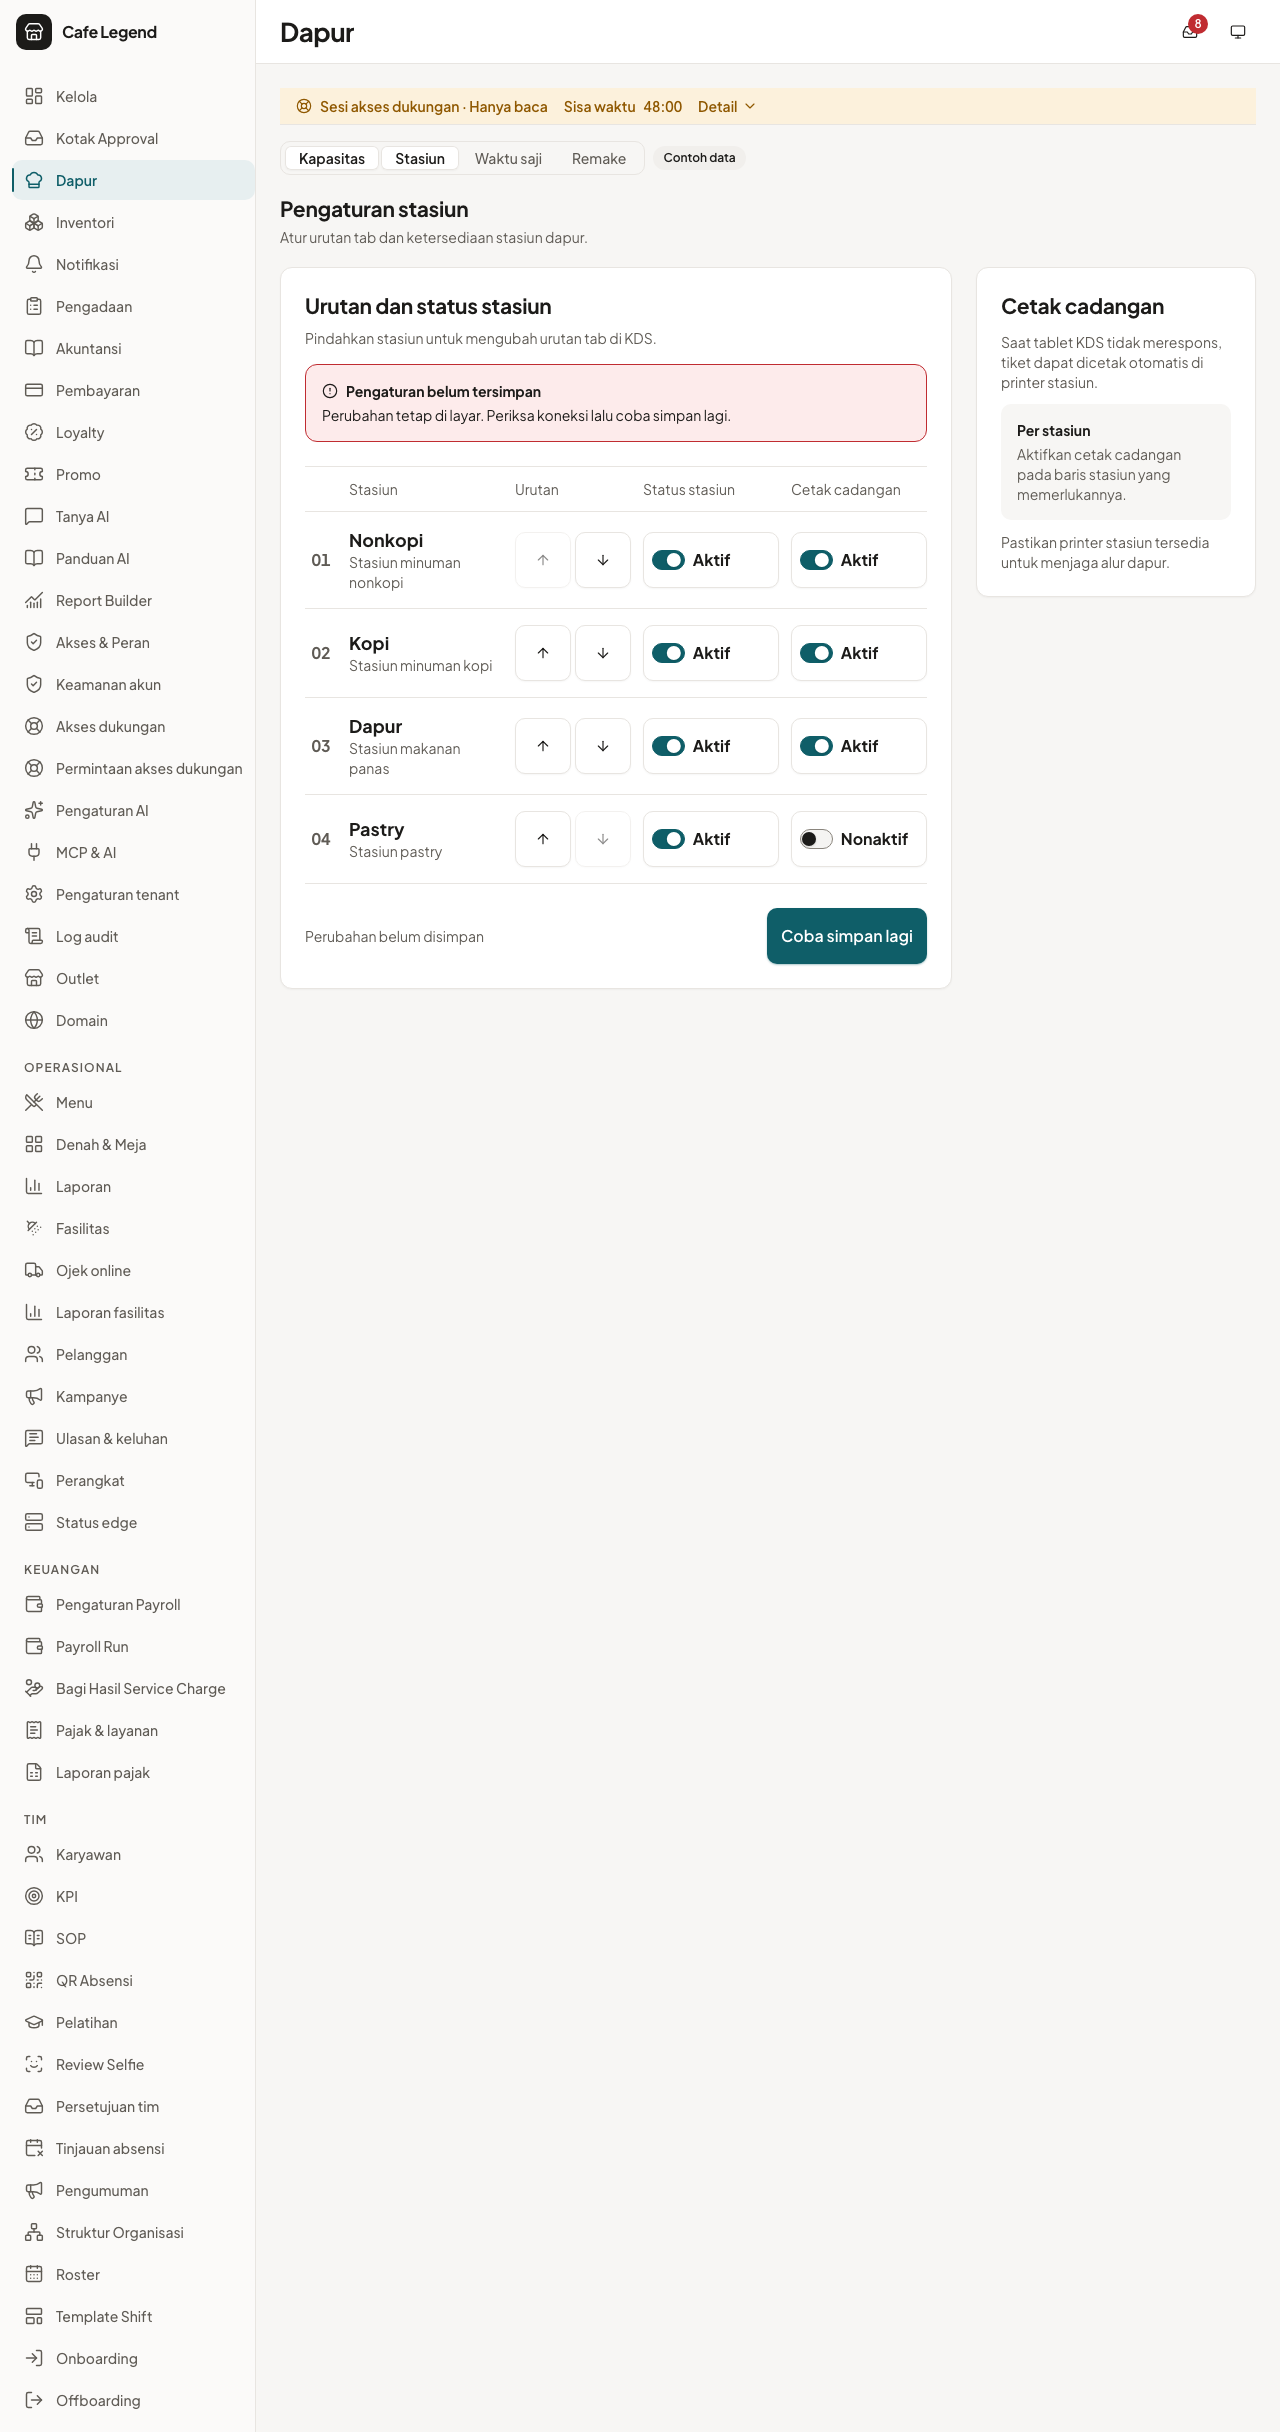 Cafe Legend
Kelola
Kotak Approval
Dapur
Inventori
Notifikasi
Pengadaan
Akuntansi
Pembayaran
Loyalty
Promo
Tanya AI
Panduan AI
Report Builder
Akses & Peran
Keamanan akun
Akses dukungan
Permintaan akses dukungan
Pengaturan AI
MCP & AI
Pengaturan tenant
Log audit
Outlet
Domain
OPERASIONAL
Menu
Denah & Meja
Laporan
Fasilitas
Ojek online
Laporan fasilitas
Pelanggan
Kampanye
Ulasan & keluhan
Perangkat
Status edge
KEUANGAN
Pengaturan Payroll
Payroll Run
Bagi Hasil Service Charge
Pajak & layanan
Laporan pajak
TIM
Karyawan
KPI
SOP
QR Absensi
Pelatihan
Review Selfie
Persetujuan tim
Tinjauan absensi
Pengumuman
Struktur Organisasi
Roster
Template Shift
Onboarding
Offboarding
Dapur
8
Sesi akses dukungan · Hanya baca Sisa waktu 48:00 Detail
Kapasitas Stasiun Waktu saji Remake Contoh data
Pengaturan stasiun
Atur urutan tab dan ketersediaan stasiun dapur.
Urutan dan status stasiun
Pindahkan stasiun untuk mengubah urutan tab di KDS.
Pengaturan belum tersimpan
Perubahan tetap di layar. Periksa koneksi lalu coba simpan lagi.
Stasiun Urutan Status stasiun Cetak cadangan
01 Nonkopi Aktif Aktif
Stasiun minuman
nonkopi
02 Kopi Aktif Aktif
Stasiun minuman kopi
03 Dapur Aktif Aktif
Stasiun makanan
panas
04 Pastry Aktif Nonaktif
Stasiun pastry
Perubahan belum disimpan Coba simpan lagi
Cetak cadangan
Saat tablet KDS tidak merespons,
tiket dapat dicetak otomatis di
printer stasiun.
Per stasiun
Aktifkan cetak cadangan
pada baris stasiun yang
memerlukannya.
Pastikan printer stasiun tersedia
untuk menjaga alur dapur.